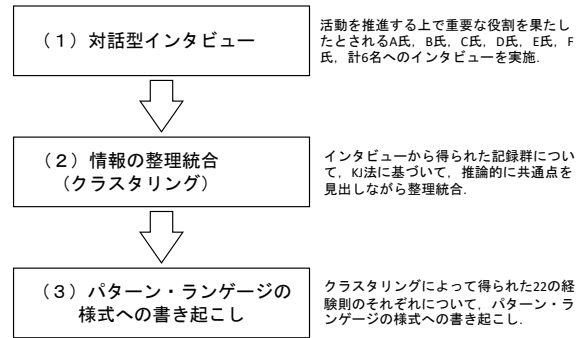 （１）対話型インタビュー
活動を推進する上で重要な役割を果たし
たとされるA氏，B氏，C氏，D氏，E氏，F
氏，計6名へのインタビューを実施．
（２）情報の整理統合
（クラスタリング）
インタビューから得られた記録群につい
て，KJ法に基づいて，推論的に共通点を
見出しながら整理統合．
（３）パターン・ランゲージの
様式への書き起こし
クラスタリングによって得られた22の経
験則のそれぞれについて，パターン・ラ
ンゲージの様式への書き起こし．